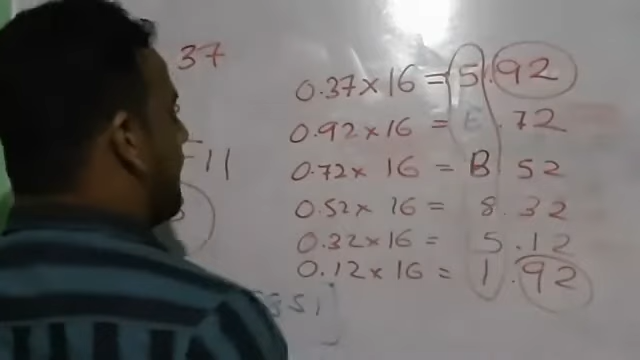 37
0.37 × 16 = 5.92
0.92 × 16 = E.72
0.72 × 16 = B.52
0.52 × 16 = 8.32
0.32 × 16 = 5.12
0.12 × 16 = 1.92